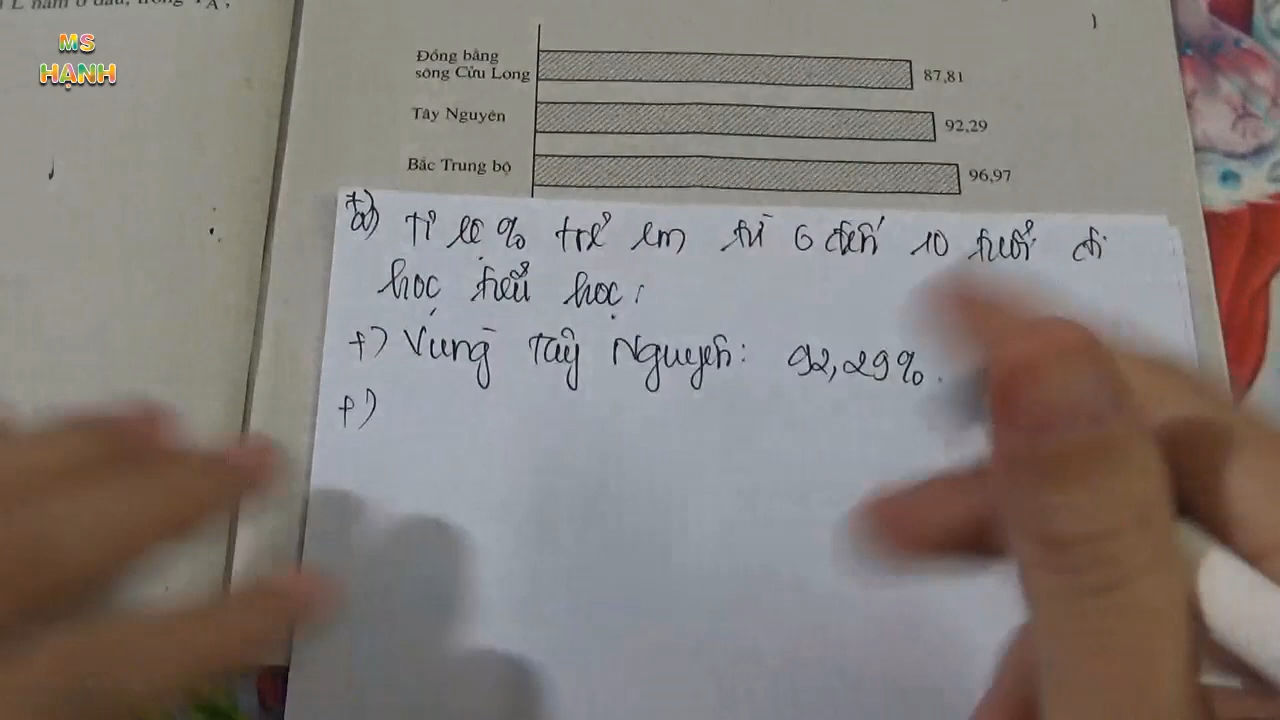 MS
HẠNH
Đồng bằng
sông Cửu Long
87,81
Tây Nguyên
92,29
Bắc Trung bộ
96,97
Tỉ lệ % trẻ em từ 6 đến 10 tuổi đi
học tiểu học:
+) Vùng Tây Nguyên: 92,29%.
+)